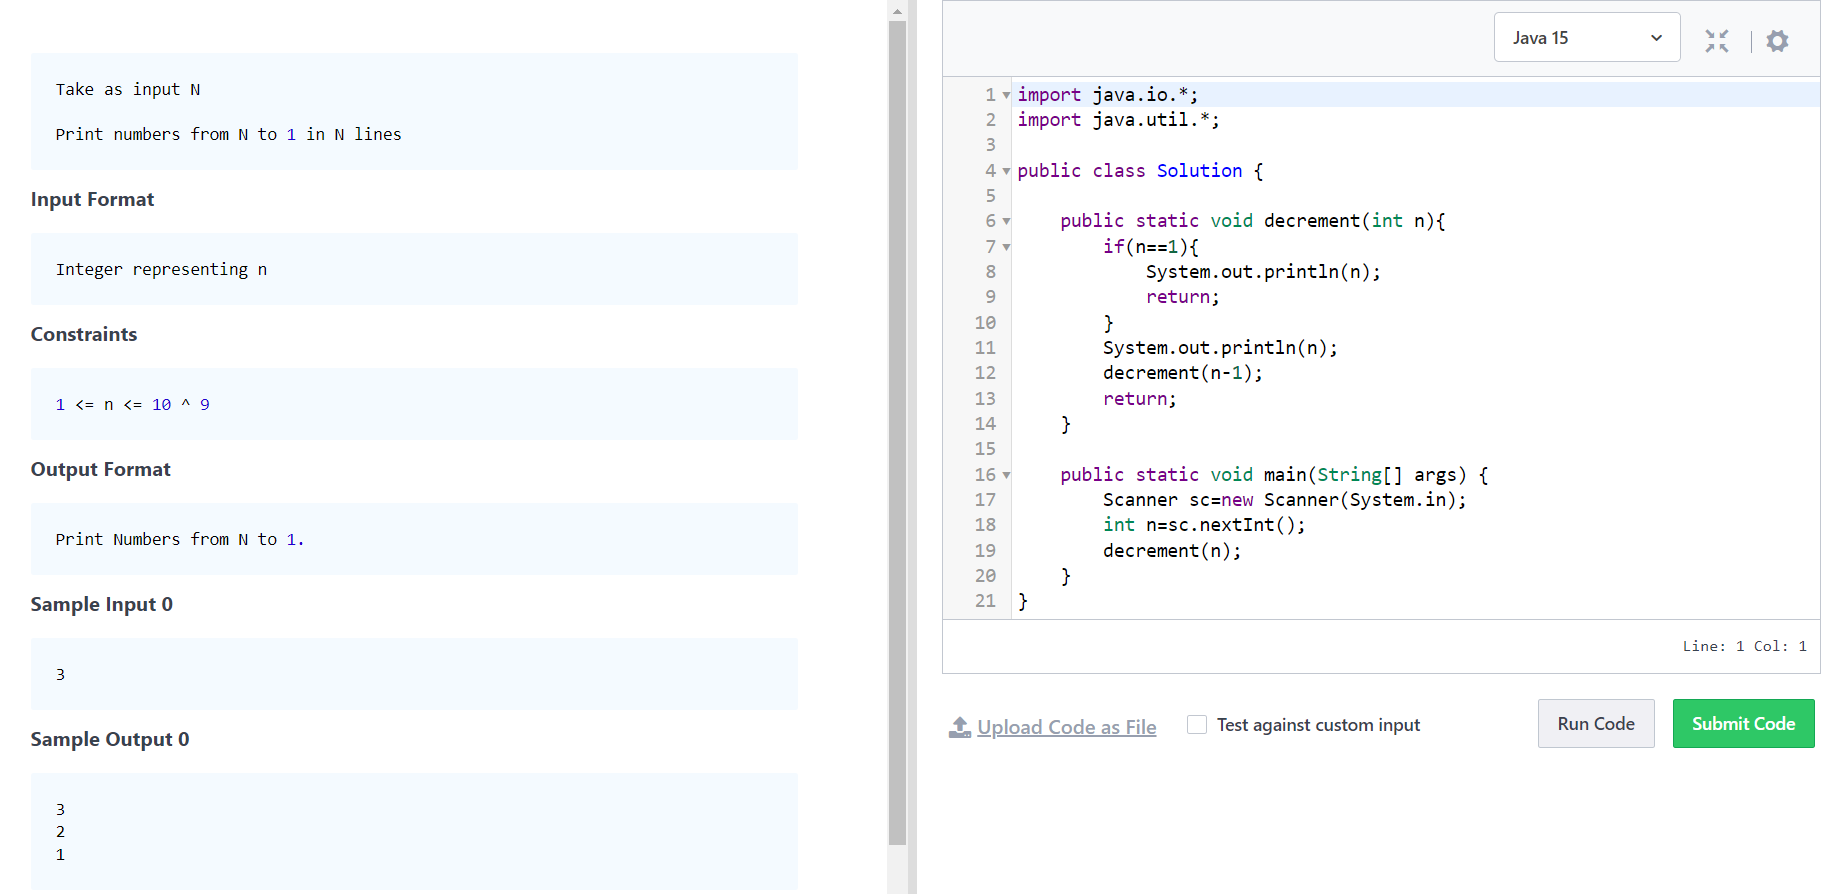 Take as input N
Print numbers from N to 1 in N lines
Input Format
Integer representing n
Constraints
1 <= n <= 10 ^ 9
Output Format
Print Numbers from N to 1.
Sample Input 0
3
Sample Output 0
3
2
1
Java 15
1 import java.io.*;
2 import java.util.*;
3
4 public class Solution {
5
6     public static void decrement(int n){
7         if(n==1){
8             System.out.println(n);
9             return;
10         }
11         System.out.println(n);
12         decrement(n-1);
13         return;
14     }
15
16     public static void main(String[] args) {
17         Scanner sc=new Scanner(System.in);
18         int n=sc.nextInt();
19         decrement(n);
20     }
21 }
Line: 1 Col: 1
Upload Code as File
Test against custom input
Run Code
Submit Code